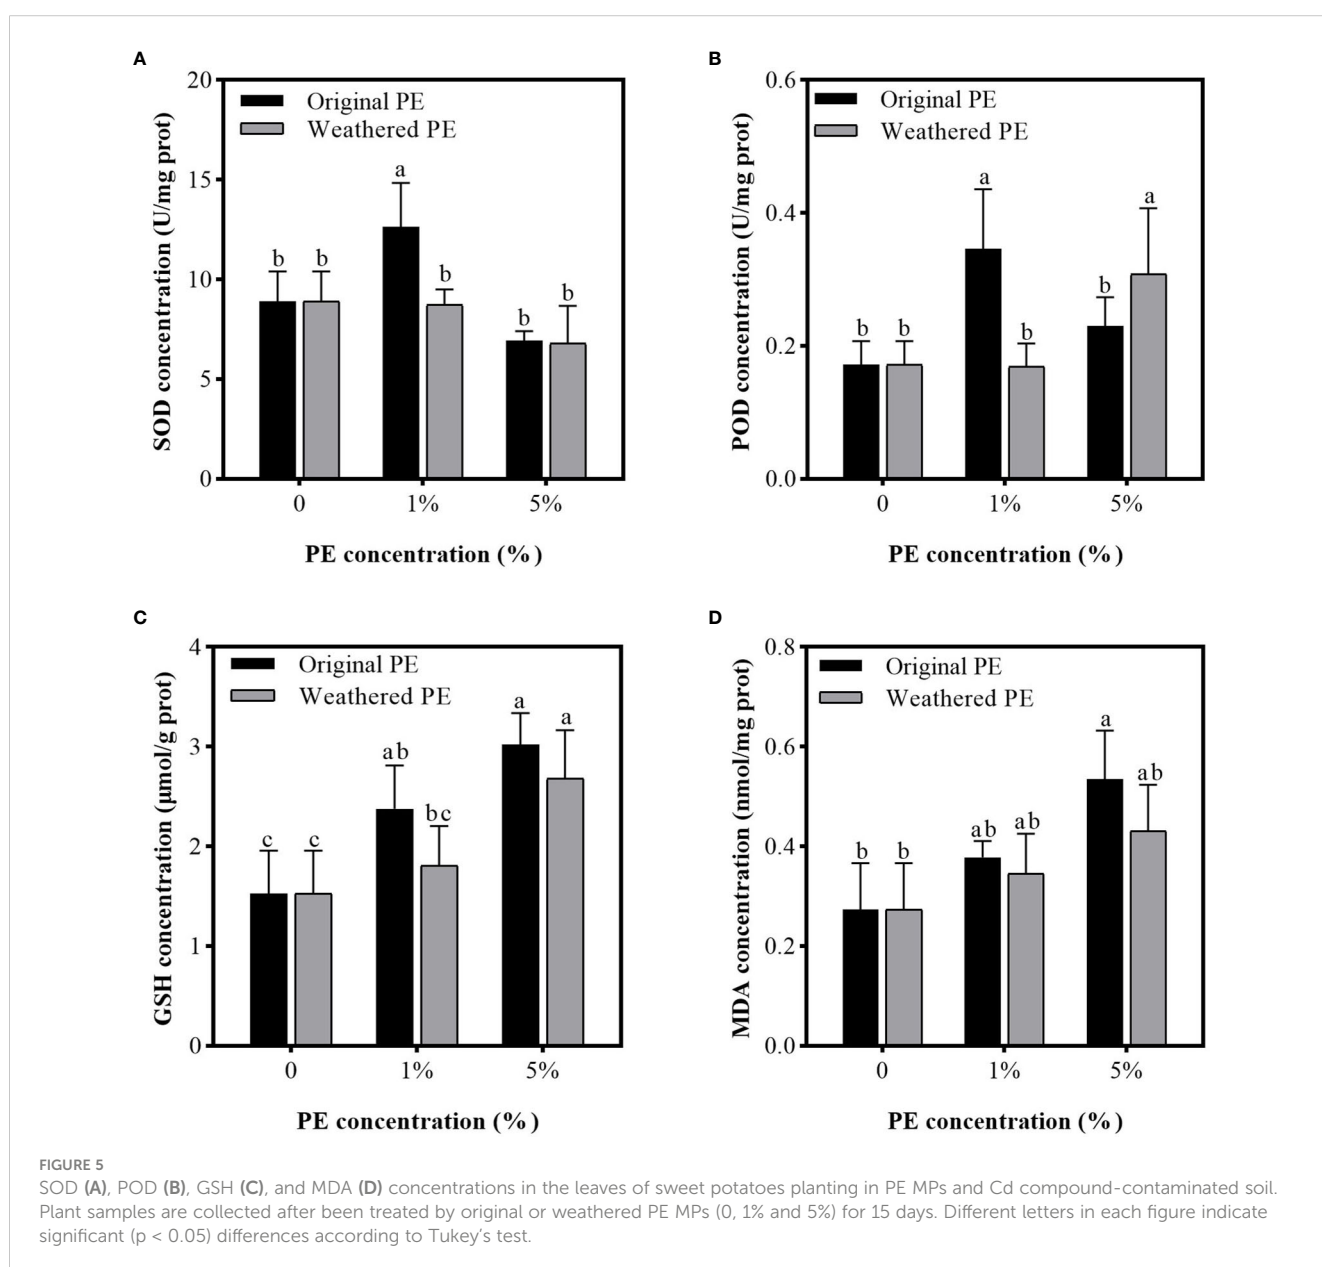 A
SOD concentration (U/mg prot)
20
15
10
5
0
Original PE
Weathered PE
b
b
a
b
b
b
0
1%
5%
PE concentration (%)
B
POD concentration (U/mg prot)
0.6
0.4
0.2
0.0
Original PE
Weathered PE
b
b
a
b
b
a
0
1%
5%
PE concentration (%)
C
GSH concentration (μmol/g prot)
4
3
2
1
0
Original PE
Weathered PE
c
c
ab
bc
a
a
0
1%
5%
PE concentration (%)
D
MDA concentration (nmol/mg prot)
0.8
0.6
0.4
0.2
0.0
Original PE
Weathered PE
b
b
ab
ab
a
ab
0
1%
5%
PE concentration (%)
FIGURE 5
SOD (A), POD (B), GSH (C), and MDA (D) concentrations in the leaves of sweet potatoes planting in PE MPs and Cd compound-contaminated soil.
Plant samples are collected after been treated by original or weathered PE MPs (0, 1% and 5%) for 15 days. Different letters in each figure indicate
significant (p < 0.05) differences according to Tukey's test.